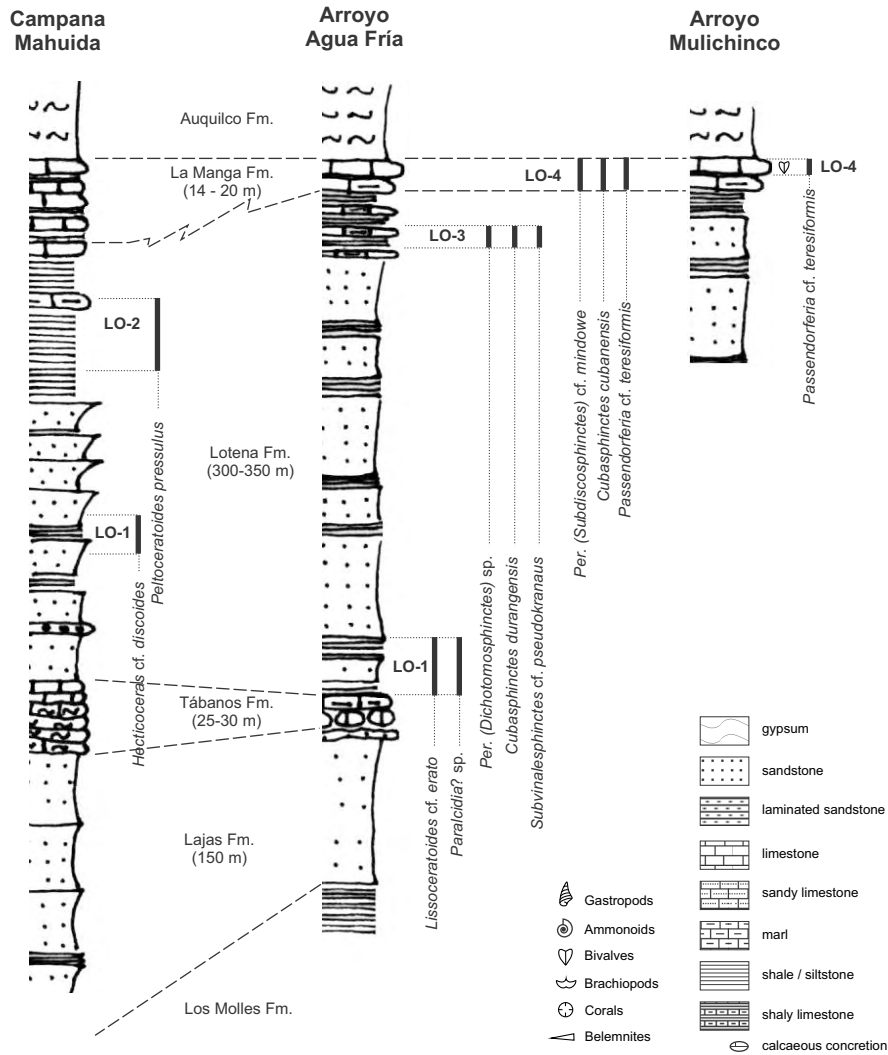 Campana
Mahuida
Arroyo
Agua Fría
Arroyo
Mulichinco
Auquilco Fm.
La Manga Fm.
(14 - 20 m)
LO-4
LO-4
LO-3
LO-2
Lotena Fm.
(300-350 m)
LO-1
LO-1
Tábanos Fm.
(25-30 m)
Lajas Fm.
(150 m)
Los Molles Fm.
Hecticoceras cf. discoides
Peltoceratoides pressulus
Lissoceratoides cf. erato
Paralcidia? sp.
Per. (Dichotomosphinctes) sp.
Cubasphinctes durangensis
Subvinalesphinctes cf. pseudokranaus
Per. (Subdiscosphinctes) cf. mindowe
Cubasphinctes cubanensis
Passendorferia cf. teresiformis
Passendorferia cf. teresiformis
Gastropods
Ammonoids
Bivalves
Brachiopods
Corals
Belemnites
gypsum
sandstone
laminated sandstone
limestone
sandy limestone
marl
shale / siltstone
shaly limestone
calcaeous concretion